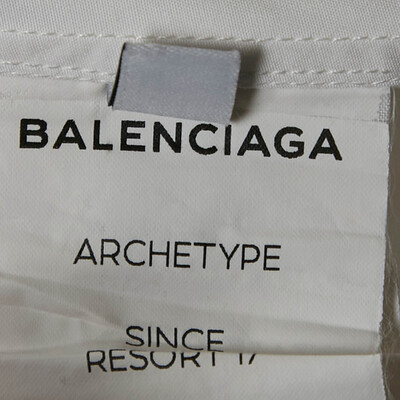 BALENCIAGA
ARCHETYPE
SINCE
RESORT 17